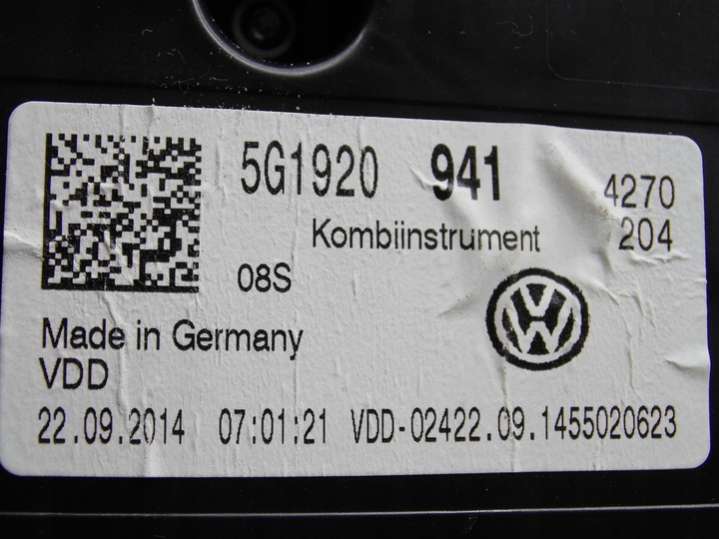 5G1920 941 4270
Kombiinstrument 204
08S
VW
Made in Germany
VDD
22.09.2014 07:01:21 VDD-02422.09.1455020623